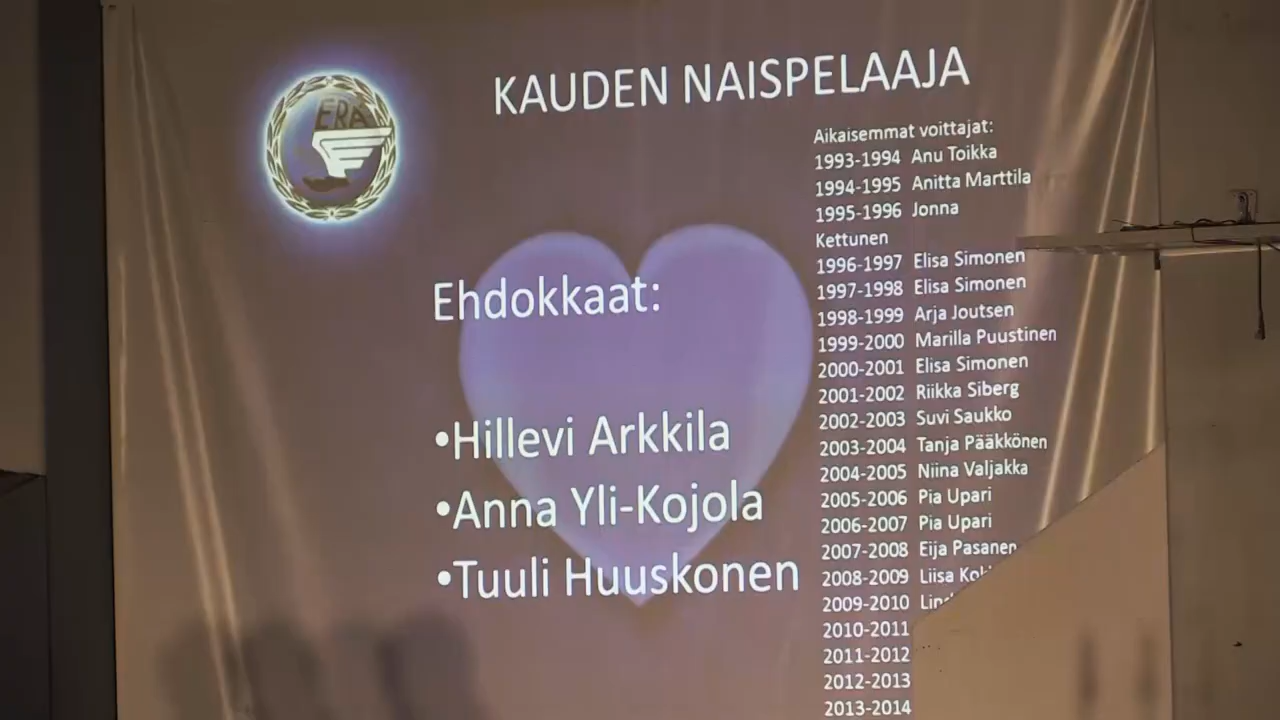 ERA
KAUDEN NAISPELAAJA
Ehdokkaat:
•Hillevi Arkkila
•Anna Yli-Kojola
•Tuuli Huuskonen
Aikaisemmat voittajat:
1993-1994 Anu Toikka
1994-1995 Anitta Marttila
1995-1996 Jonna
Kettunen
1996-1997 Elisa Simonen
1997-1998 Elisa Simonen
1998-1999 Arja Joutsen
1999-2000 Marilla Puustinen
2000-2001 Elisa Simonen
2001-2002 Riikka Siberg
2002-2003 Suvi Saukko
2003-2004 Tanja Pääkkönen
2004-2005 Niina Valjakka
2005-2006 Pia Upari
2006-2007 Pia Upari
2007-2008 Eija Pasanen
2008-2009 Liisa
2009-2010
2010-2011
2011-2012
2012-2013
2013-2014